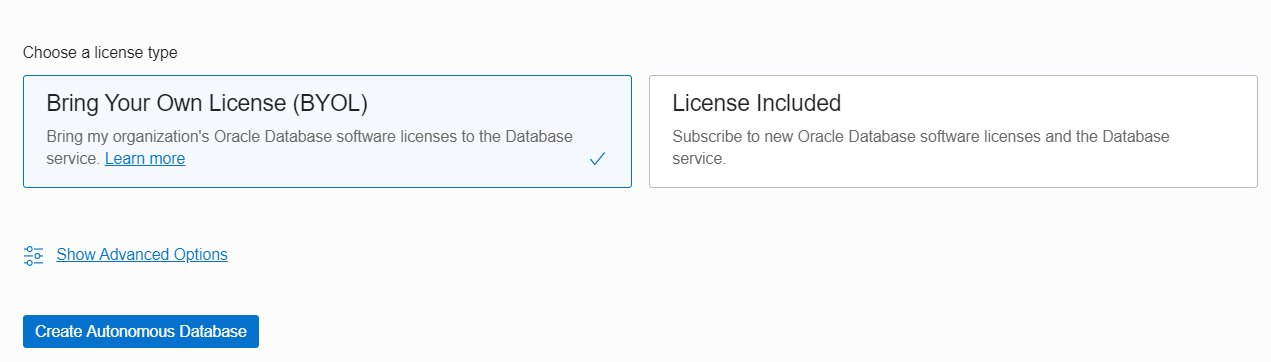 Choose a license type
Bring Your Own License (BYOL)
Bring my organization's Oracle Database software licenses to the Database
service. Learn more
License Included
Subscribe to new Oracle Database software licenses and the Database
service.
Show Advanced Options
Create Autonomous Database